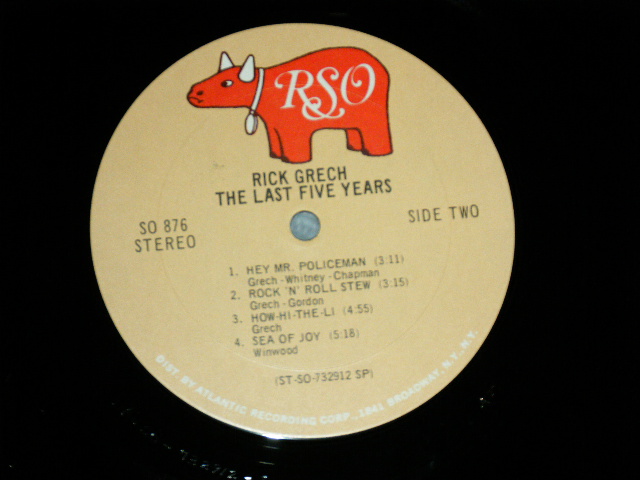 RSO
RICK GRECH
THE LAST FIVE YEARS
SO 876
STEREO
SIDE TWO
1. HEY MR. POLICEMAN (3:11)
Grech-Whitney-Chapman
2. ROCK 'N' ROLL STEW (3:15)
Grech-Gordon
3. HOW-HI-THE-LI (4:55)
Grech
4. SEA OF JOY (5:18)
Winwood
(ST-SO-732912 SP)
DIST. BY ATLANTIC RECORDING CORP., 1841 BROADWAY, N.Y., N.Y.